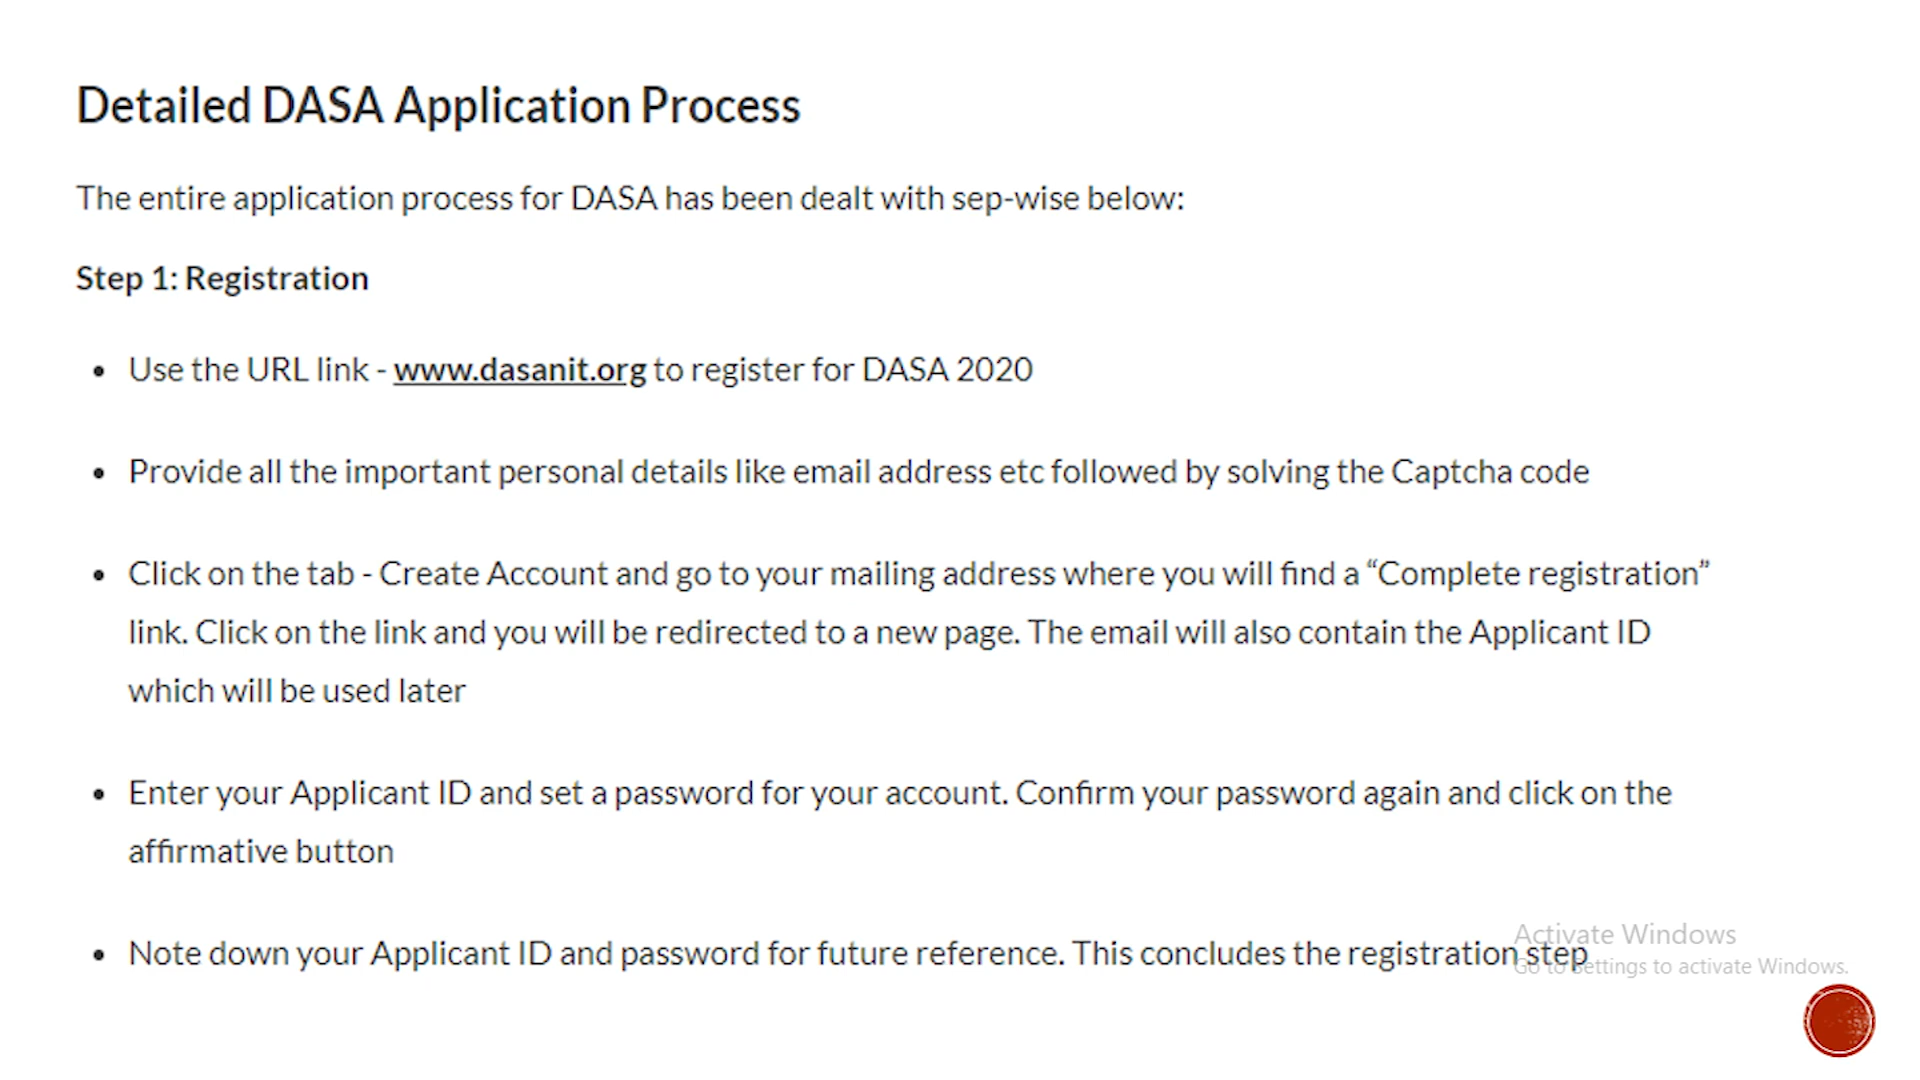 Detailed DASA Application Process
The entire application process for DASA has been dealt with sep-wise below:
Step 1: Registration
• Use the URL link - www.dasanit.org to register for DASA 2020
• Provide all the important personal details like email address etc followed by solving the Captcha code
• Click on the tab - Create Account and go to your mailing address where you will find a “Complete registration”
link. Click on the link and you will be redirected to a new page. The email will also contain the Applicant ID
which will be used later
• Enter your Applicant ID and set a password for your account. Confirm your password again and click on the
affirmative button
• Note down your Applicant ID and password for future reference. This concludes the registration step
Activate Windows
Go to Settings to activate Windows.